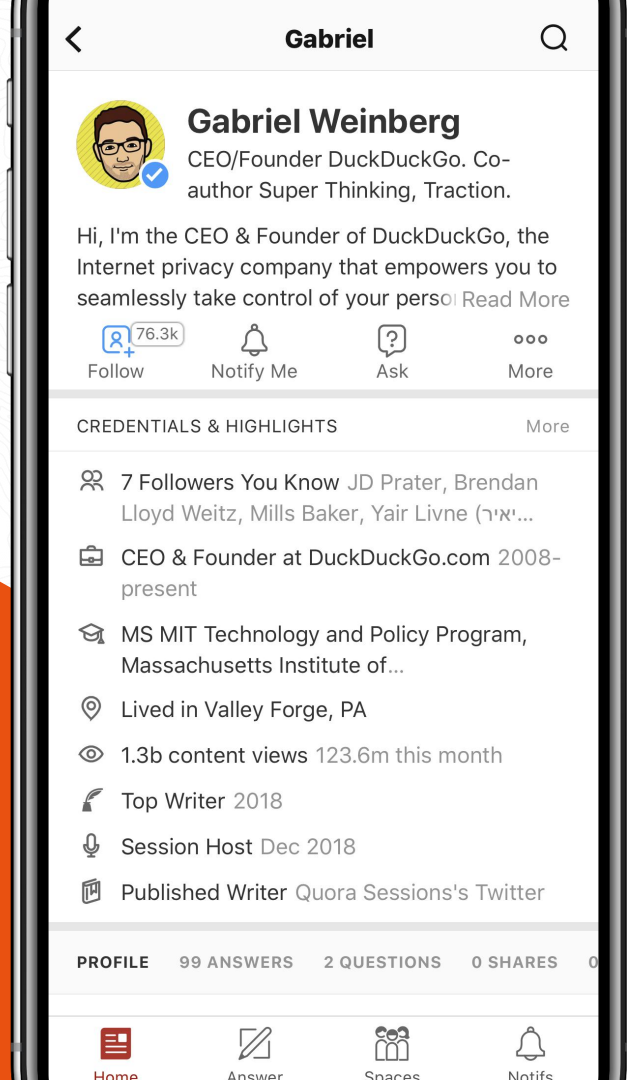 Gabriel
Gabriel Weinberg
CEO/Founder DuckDuckGo. Co-
author Super Thinking, Traction.
Hi, I'm the CEO & Founder of DuckDuckGo, the
Internet privacy company that empowers you to
seamlessly take control of your perso Read More
76.3k
Follow Notify Me Ask More
CREDENTIALS & HIGHLIGHTS More
7 Followers You Know JD Prater, Brendan
Lloyd Weitz, Mills Baker, Yair Livne (יאיר...
CEO & Founder at DuckDuckGo.com 2008-
present
MS MIT Technology and Policy Program,
Massachusetts Institute of...
Lived in Valley Forge, PA
1.3b content views 123.6m this month
Top Writer 2018
Session Host Dec 2018
Published Writer Quora Sessions's Twitter
PROFILE 99 ANSWERS 2 QUESTIONS 0 SHARES 0
Home Answer Spaces Notifs